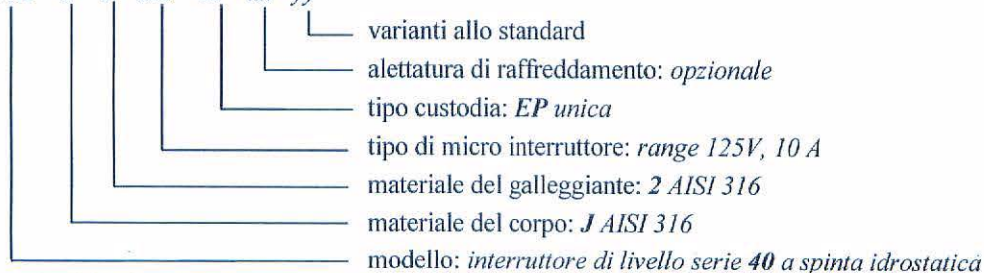 varianti allo standard
alettatura di raffreddamento: opzionale
tipo custodia: EP unica
tipo di micro interruttore: range 125V, 10 A
materiale del galleggiante: 2 AISI 316
materiale del corpo: J AISI 316
modello: interruttore di livello serie 40 a spinta idrostatica